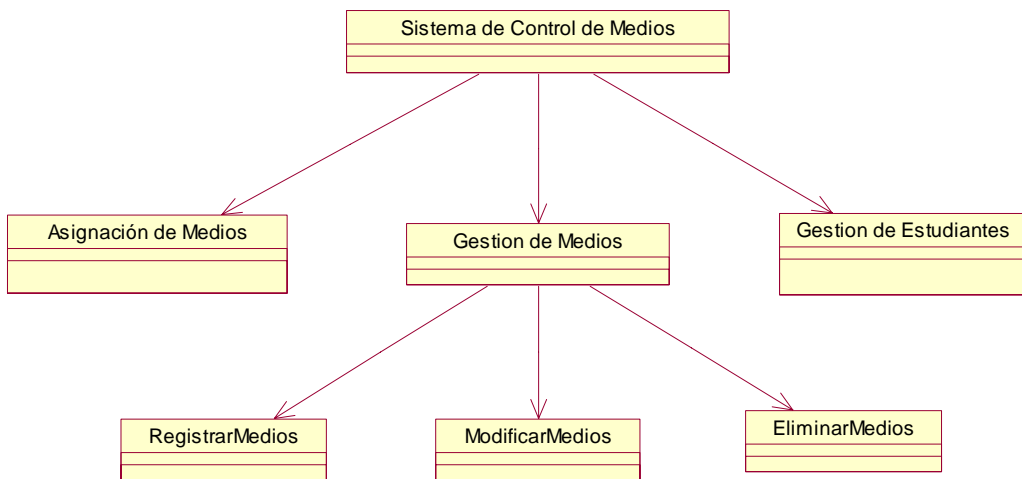 Sistema de Control de Medios
Asignación de Medios
Gestion de Medios
Gestion de Estudiantes
RegistrarMedios
ModificarMedios
EliminarMedios